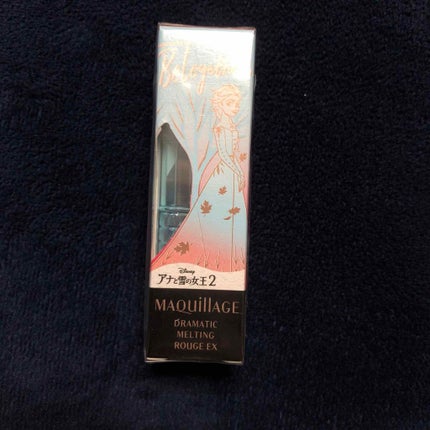 Disney
アナと雪の女王2
MAQuillAGE
DRAMATIC
MELTING
ROUGE EX